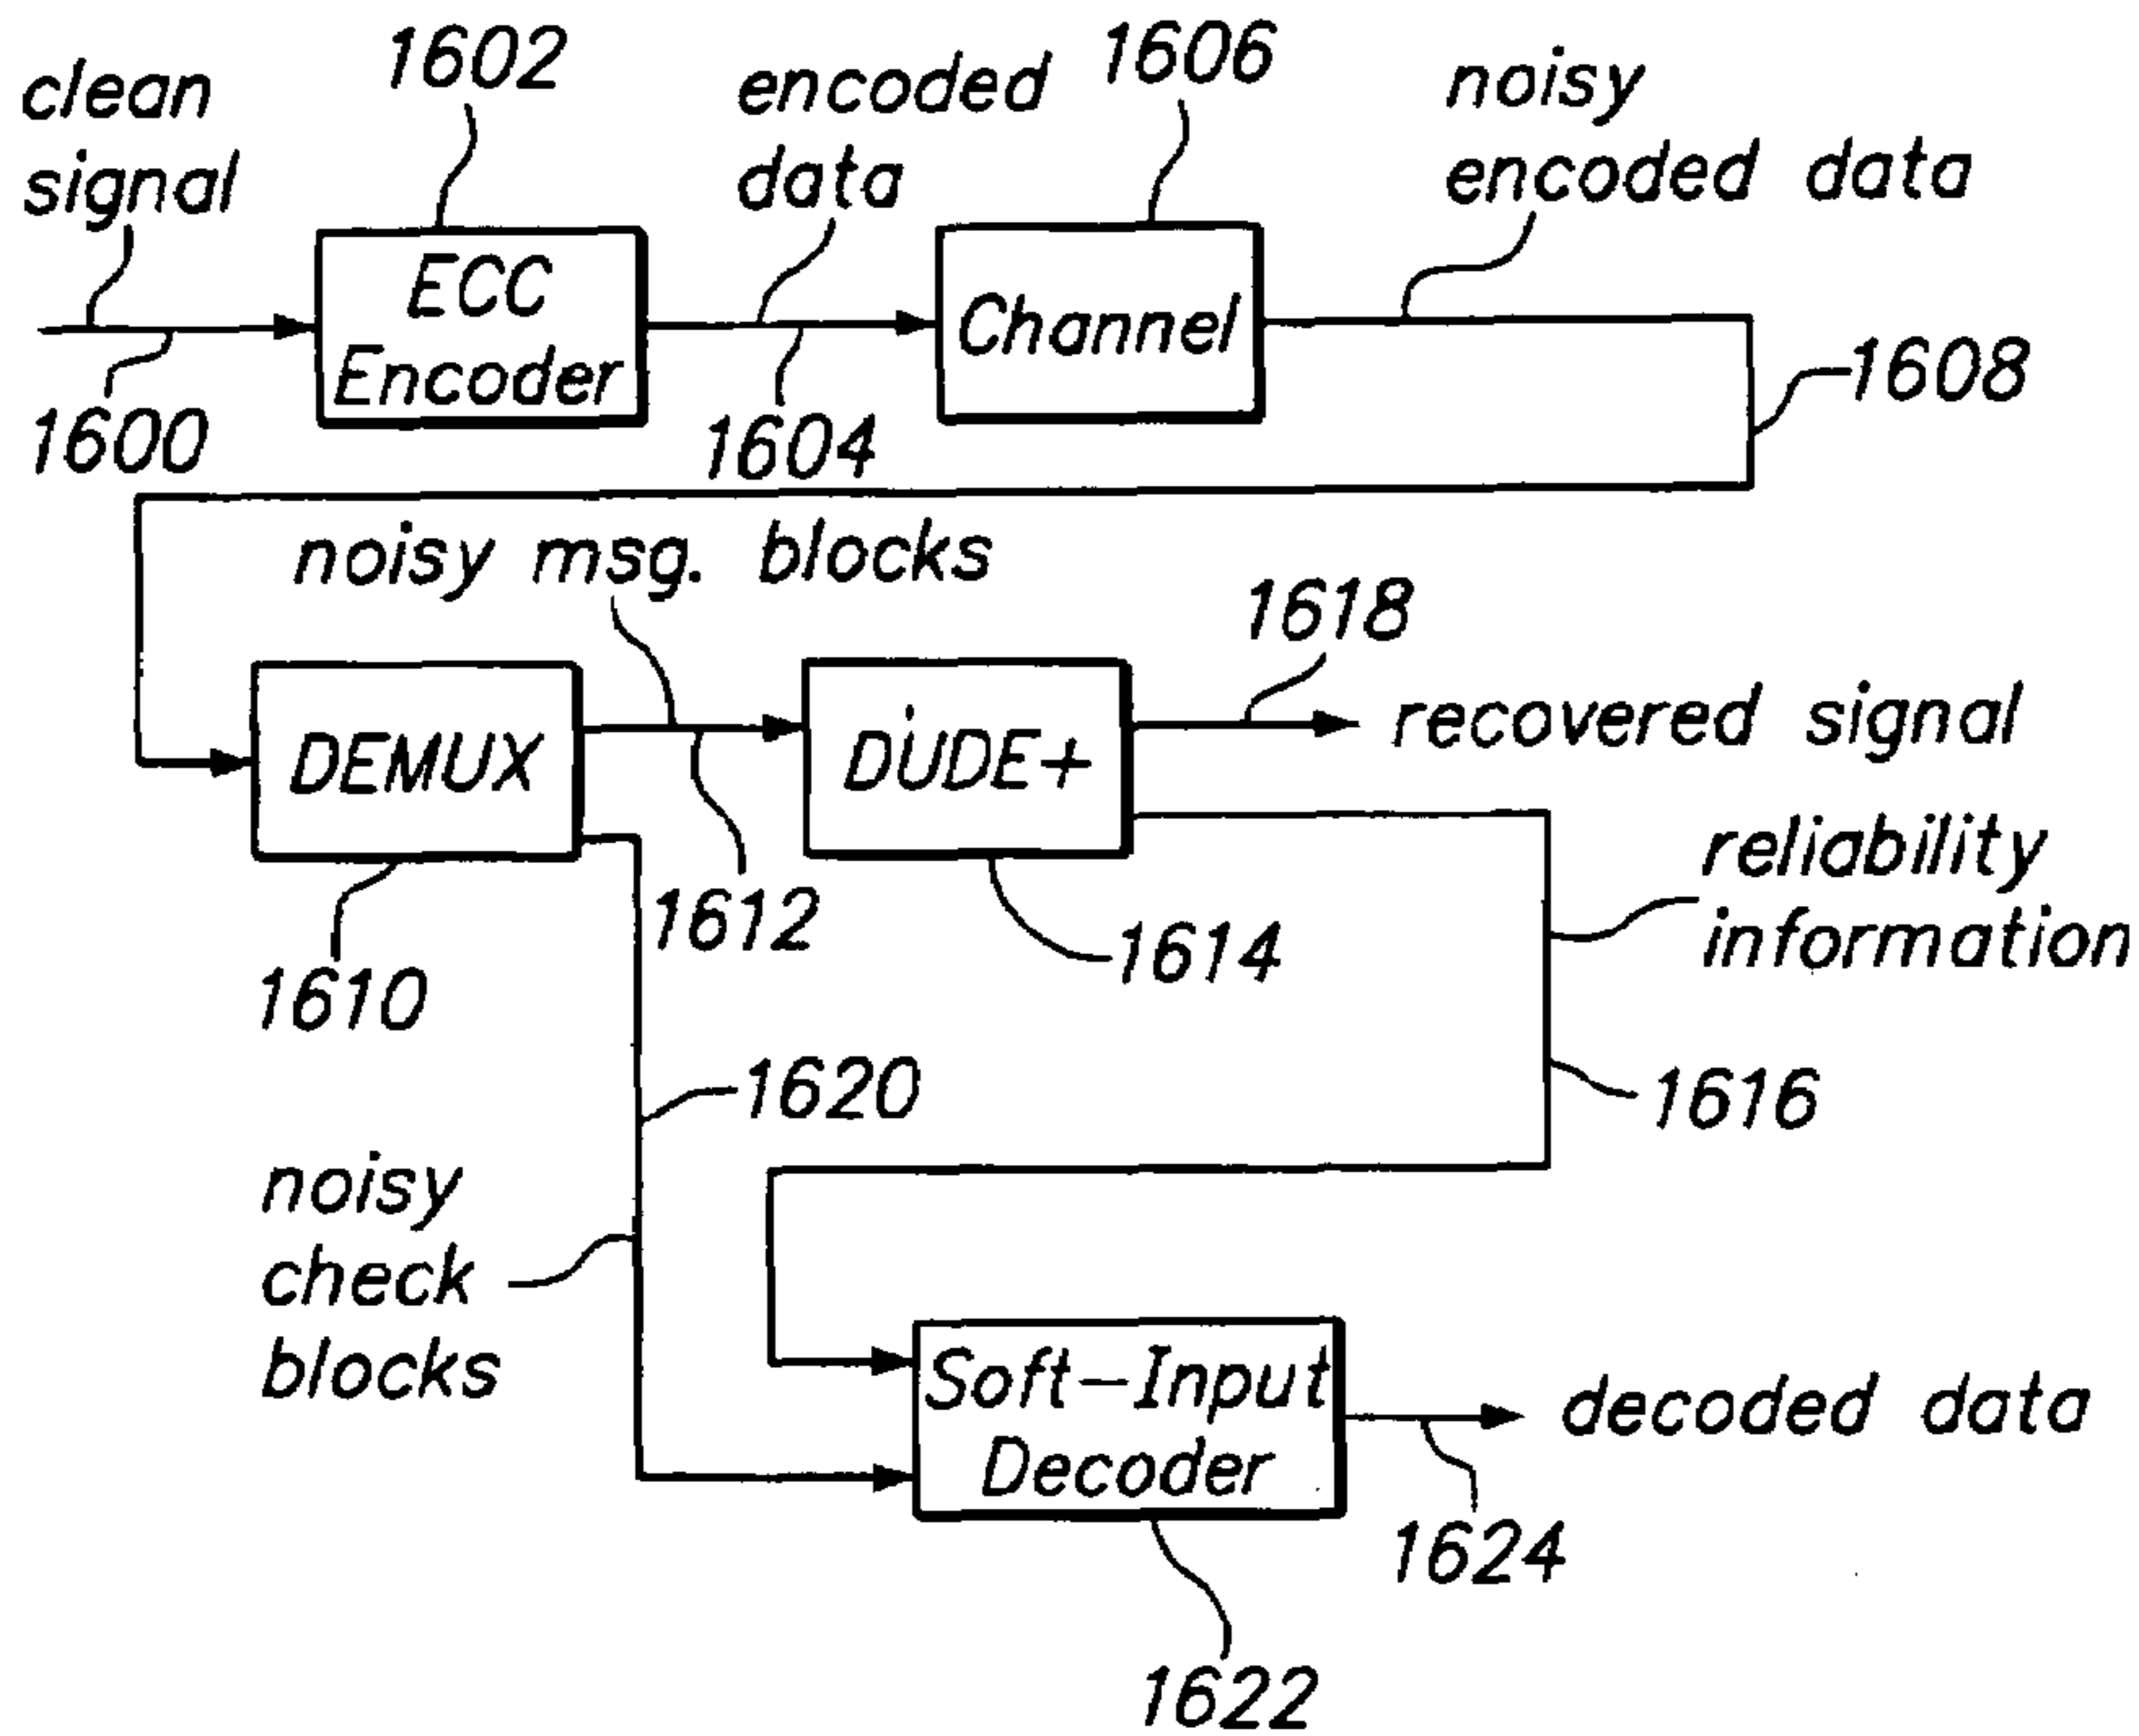 clean
signal
1602
encoded
data
1606
noisy
encoded data
ECC
Encoder
Channel
1600
1604
1608
noisy msg. blocks
1618
DEMUX
DUDE+
recovered signal
1612
1614
1610
reliability
information
1620
1616
noisy
check
blocks
Soft-Input
Decoder
decoded data
1624
1622